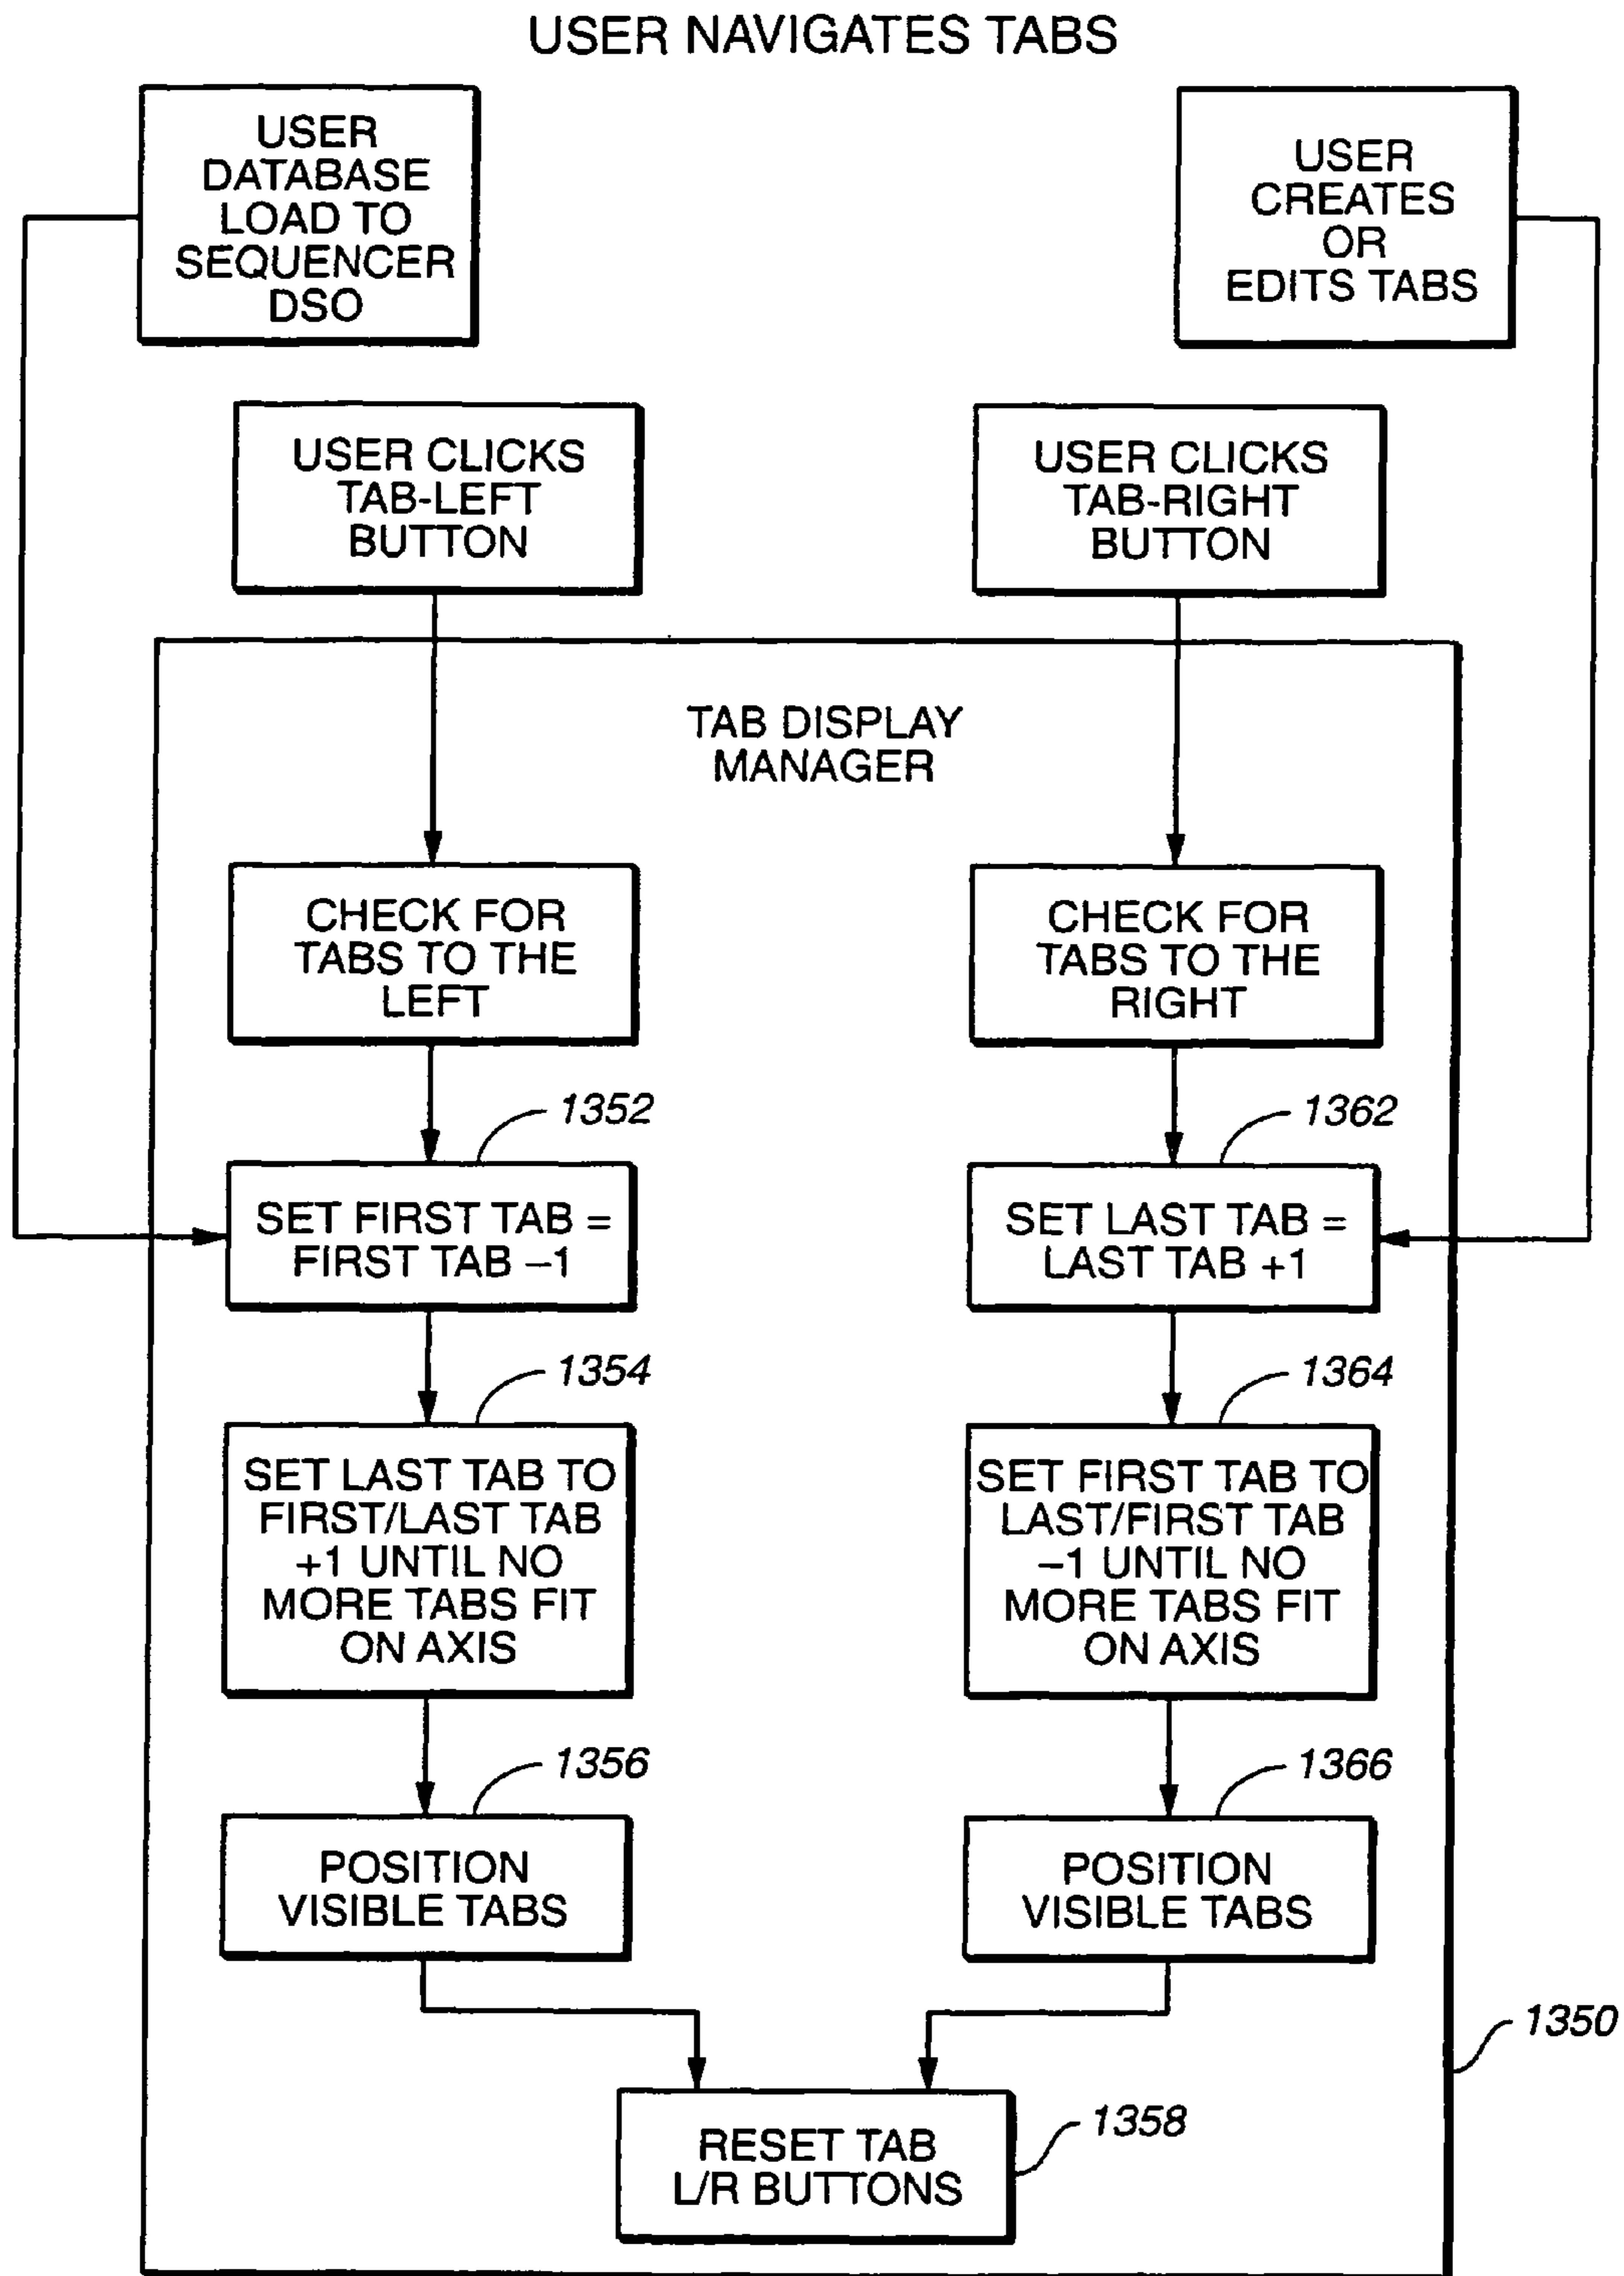 USER NAVIGATES TABS
USER
DATABASE
LOAD TO
SEQUENCER
DSO
USER
CREATES
OR
EDITS TABS
USER CLICKS
TAB-LEFT
BUTTON
USER CLICKS
TAB-RIGHT
BUTTON
TAB DISPLAY
MANAGER
CHECK FOR
TABS TO THE
LEFT
CHECK FOR
TABS TO THE
RIGHT
1352
SET FIRST TAB =
FIRST TAB –1
1362
SET LAST TAB =
LAST TAB +1
1354
SET LAST TAB TO
FIRST/LAST TAB
+1 UNTIL NO
MORE TABS FIT
ON AXIS
1364
SET FIRST TAB TO
LAST/FIRST TAB
–1 UNTIL NO
MORE TABS FIT
ON AXIS
1356
POSITION
VISIBLE TABS
1366
POSITION
VISIBLE TABS
1350
1358
RESET TAB
L/R BUTTONS